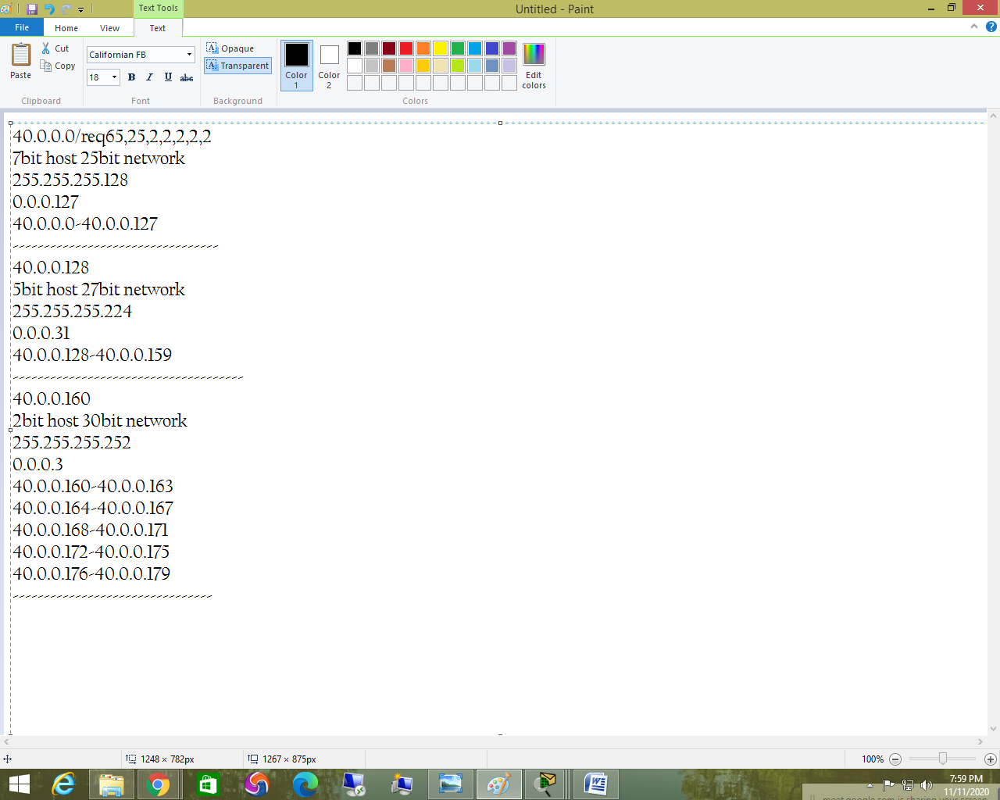 Text Tools
Untitled - Paint
File
Home
View
Text
Paste
Cut
Copy
Clipboard
Californian FB
18
B I U abc
Font
Opaque
Transparent
Background
Color 1
Color 2
Edit colors
Colors
40.0.0.0/req65,25,2,2,2,2,2
7bit host 25bit network
255.255.255.128
0.0.0.127
40.0.0.0-40.0.0.127
---------------------------------
40.0.0.128
5bit host 27bit network
255.255.255.224
0.0.0.31
40.0.0.128-40.0.0.159
-------------------------------------
40.0.0.160
2bit host 30bit network
255.255.255.252
0.0.0.3
40.0.0.160-40.0.0.163
40.0.0.164-40.0.0.167
40.0.0.168-40.0.0.171
40.0.0.172-40.0.0.175
40.0.0.176-40.0.0.179
--------------------------------
1248 × 782px
1267 × 875px
100%
7:59 PM
11/11/2020